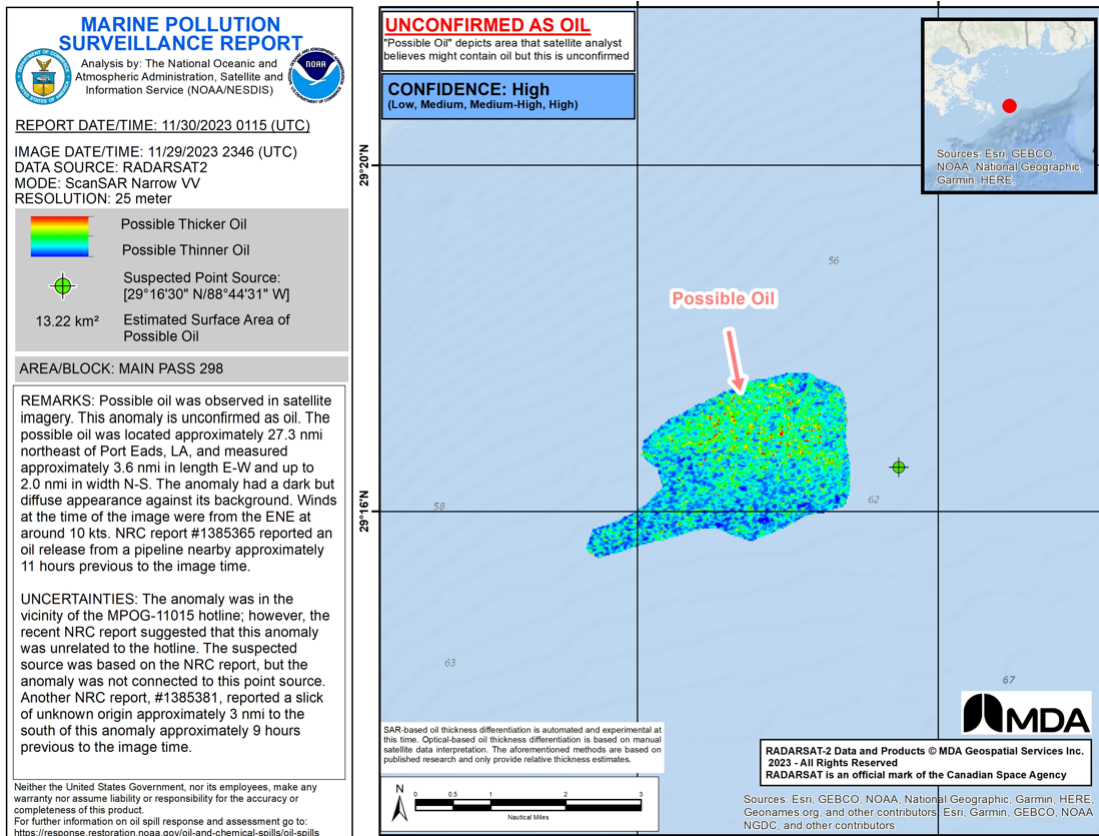 MARINE POLLUTION
SURVEILLANCE REPORT
Analysis by: The National Oceanic and
Atmospheric Administration, Satellite and
Information Service (NOAA/NESDIS)
NOAA
REPORT DATE/TIME: 11/30/2023 0115 (UTC)
IMAGE DATE/TIME: 11/29/2023 2346 (UTC)
DATA SOURCE: RADARSAT2
MODE: ScanSAR Narrow VV
RESOLUTION: 25 meter
Possible Thicker Oil
Possible Thinner Oil
Suspected Point Source:
[29°16'30" N/88°44'31" W]
13.22 km² Estimated Surface Area of
Possible Oil
AREA/BLOCK: MAIN PASS 298
REMARKS: Possible oil was observed in satellite
imagery. This anomaly is unconfirmed as oil. The
possible oil was located approximately 27.3 nmi
northeast of Port Eads, LA, and measured
approximately 3.6 nmi in length E-W and up to
2.0 nmi in width N-S. The anomaly had a dark but
diffuse appearance against its background. Winds
at the time of the image were from the ENE at
around 10 kts. NRC report #1385365 reported an
oil release from a pipeline nearby approximately
11 hours previous to the image time.
UNCERTAINTIES: The anomaly was in the
vicinity of the MPOG-11015 hotline; however, the
recent NRC report suggested that this anomaly
was unrelated to the hotline. The suspected
source was based on the NRC report, but the
anomaly was not connected to this point source.
Another NRC report, #1385381, reported a slick
of unknown origin approximately 3 nmi to the
south of this anomaly approximately 9 hours
previous to the image time.
Neither the United States Government, nor its employees, make any
warranty nor assume liability or responsibility for the accuracy or
completeness of this product.
For further information on oil spill response and assessment go to:
https://response.restoration.noaa.gov/oil-and-chemical-spills/oil-spills
UNCONFIRMED AS OIL
"Possible Oil" depicts area that satellite analyst
believes might contain oil but this is unconfirmed
CONFIDENCE: High
(Low, Medium, Medium-High, High)
Sources: Esri, GEBCO,
NOAA, National Geographic,
Garmin, HERE,
29°20'N
56
Possible Oil
29°16'N
58
62
63
67
SAR-based oil thickness differentiation is automated and experimental at
this time. Optical-based oil thickness differentiation is based on manual
satellite data interpretation. The aforementioned methods are based on
published research and only provide relative thickness estimates.
N
0 0.5 1 2 3
Nautical Miles
MDA
RADARSAT-2 Data and Products © MDA Geospatial Services Inc.
2023 - All Rights Reserved
RADARSAT is an official mark of the Canadian Space Agency
Sources: Esri, GEBCO, NOAA, National Geographic, Garmin, HERE,
Geonames.org, and other contributors, Esri, Garmin, GEBCO, NOAA
NGDC, and other contributors